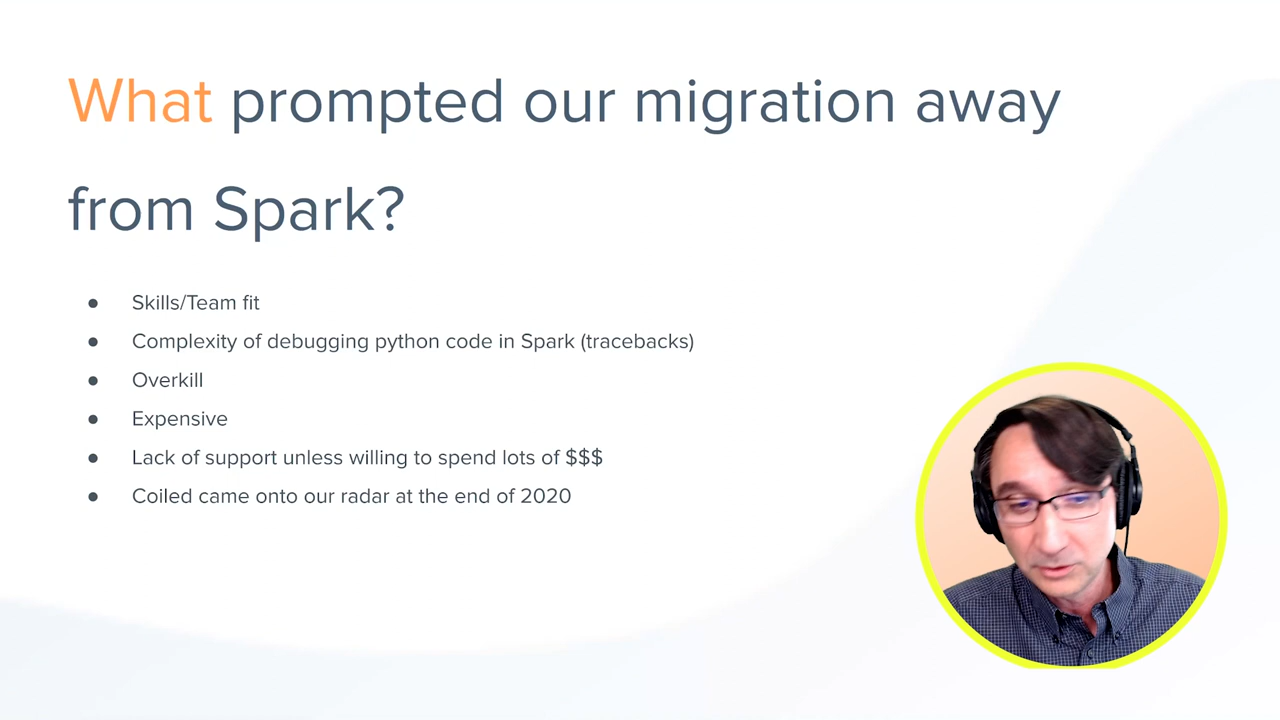 What prompted our migration away
from Spark?
● Skills/Team fit
● Complexity of debugging python code in Spark (tracebacks)
● Overkill
● Expensive
● Lack of support unless willing to spend lots of $$$
● Coiled came onto our radar at the end of 2020